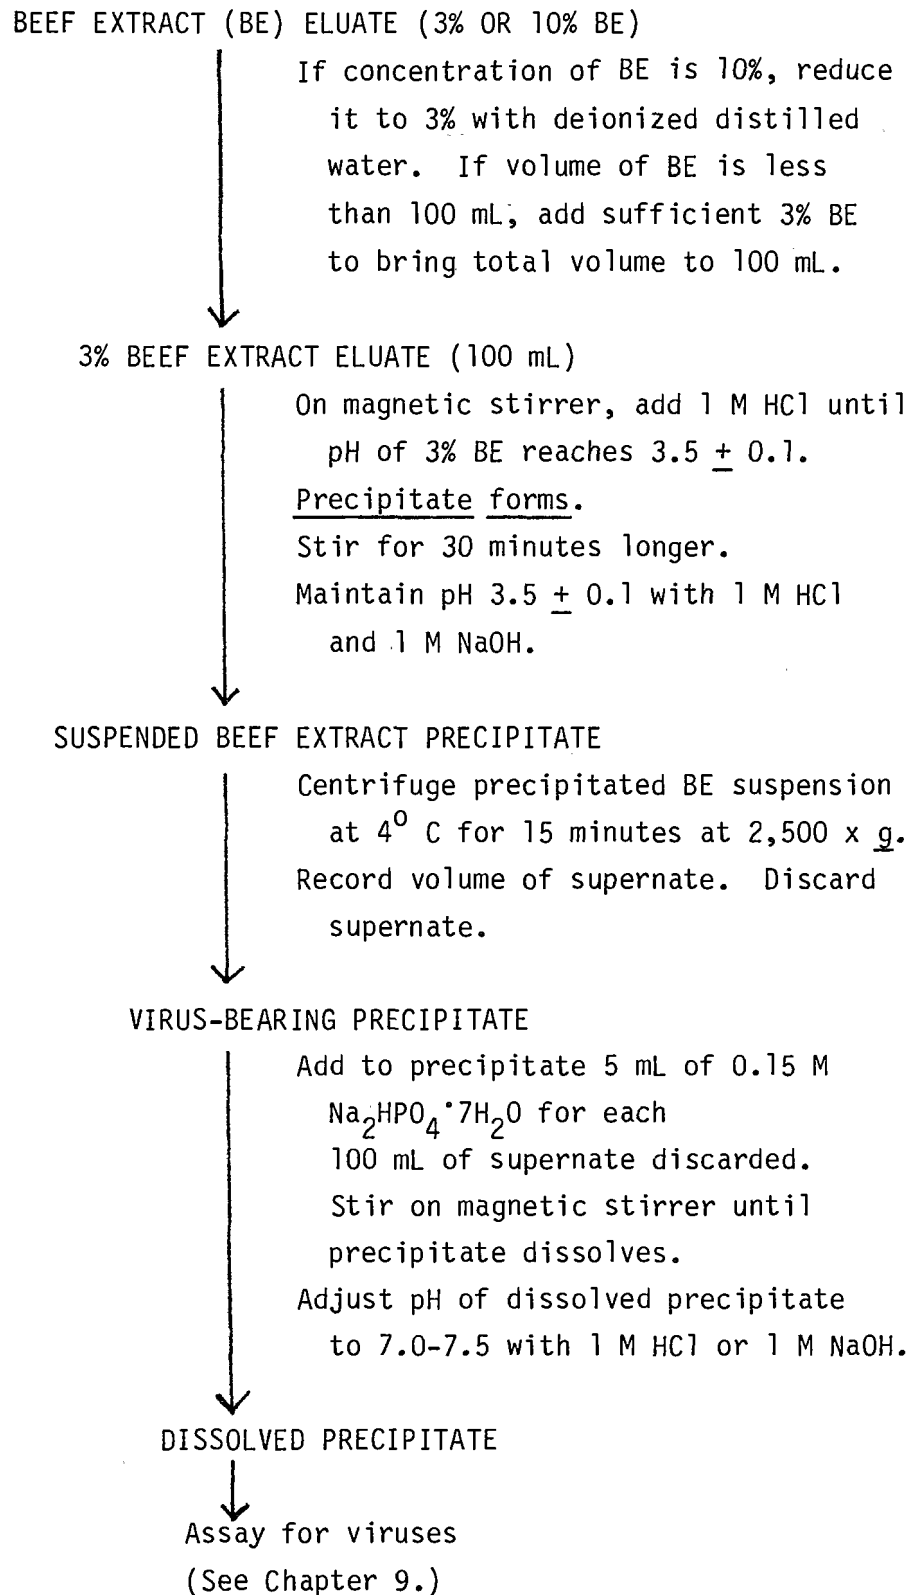 BEEF EXTRACT (BE) ELUATE (3% OR 10% BE)
If concentration of BE is 10%, reduce
it to 3% with deionized distilled
water. If volume of BE is less
than 100 mL, add sufficient 3% BE
to bring total volume to 100 mL.
3% BEEF EXTRACT ELUATE (100 mL)
On magnetic stirrer, add 1 M HCl until
pH of 3% BE reaches 3.5 ± 0.1.
Precipitate forms.
Stir for 30 minutes longer.
Maintain pH 3.5 ± 0.1 with 1 M HCl
and 1 M NaOH.
SUSPENDED BEEF EXTRACT PRECIPITATE
Centrifuge precipitated BE suspension
at 4° C for 15 minutes at 2,500 x g.
Record volume of supernate. Discard
supernate.
VIRUS-BEARING PRECIPITATE
Add to precipitate 5 mL of 0.15 M
Na₂HPO₄·7H₂O for each
100 mL of supernate discarded.
Stir on magnetic stirrer until
precipitate dissolves.
Adjust pH of dissolved precipitate
to 7.0-7.5 with 1 M HCl or 1 M NaOH.
DISSOLVED PRECIPITATE
Assay for viruses
(See Chapter 9.)